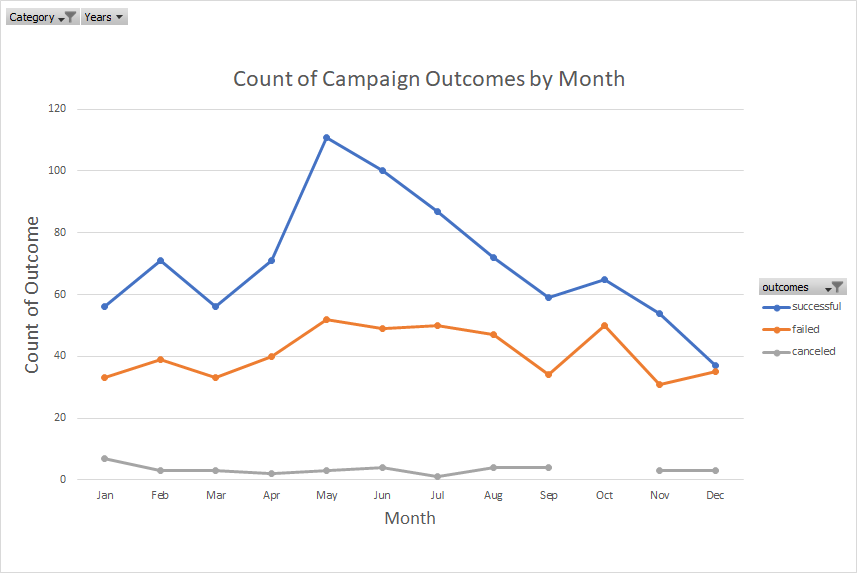 Category Years
Count of Campaign Outcomes by Month
Count of Outcome
120
100
80
60
40
20
0
Jan Feb Mar Apr May Jun Jul Aug Sep Oct Nov Dec
Month
outcomes
successful
failed
canceled